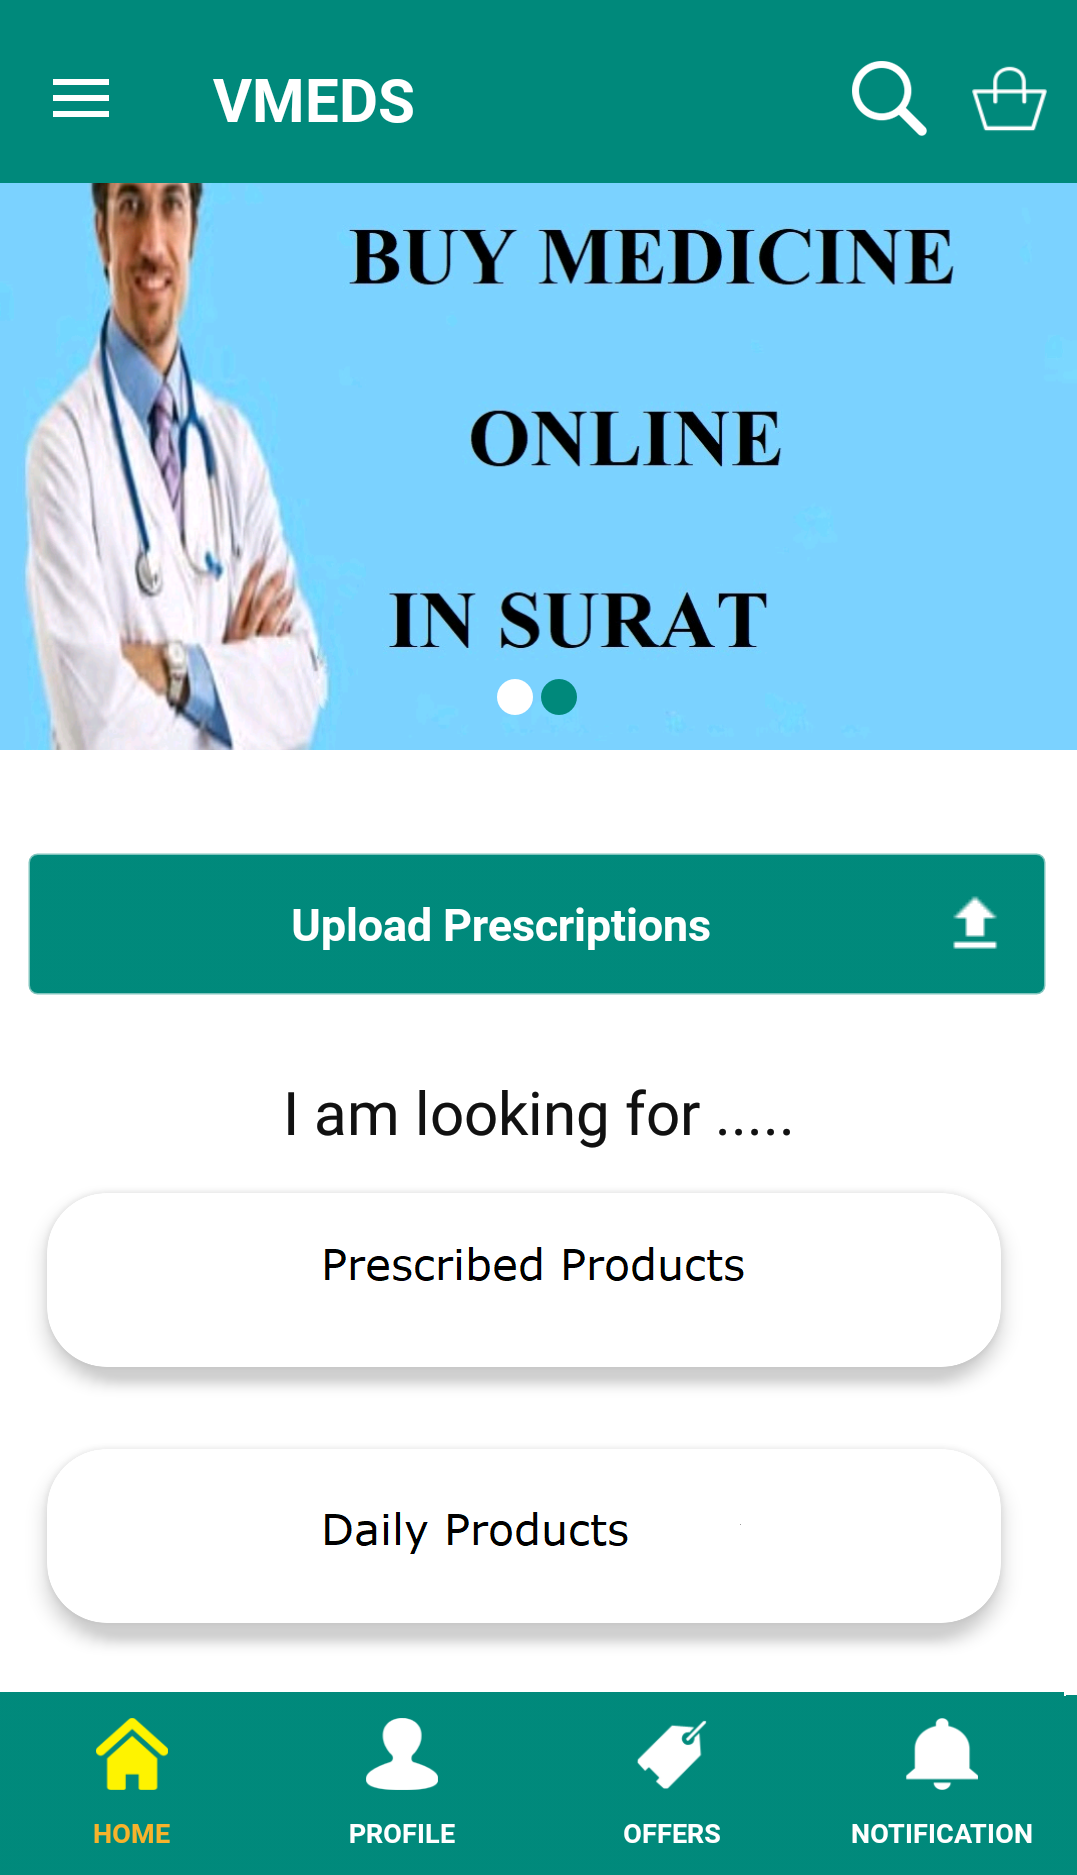 VMEDS
BUY MEDICINE
ONLINE
IN SURAT
Upload Prescriptions
I am looking for .....
Prescribed Products
Daily Products
HOME
PROFILE
OFFERS
NOTIFICATION